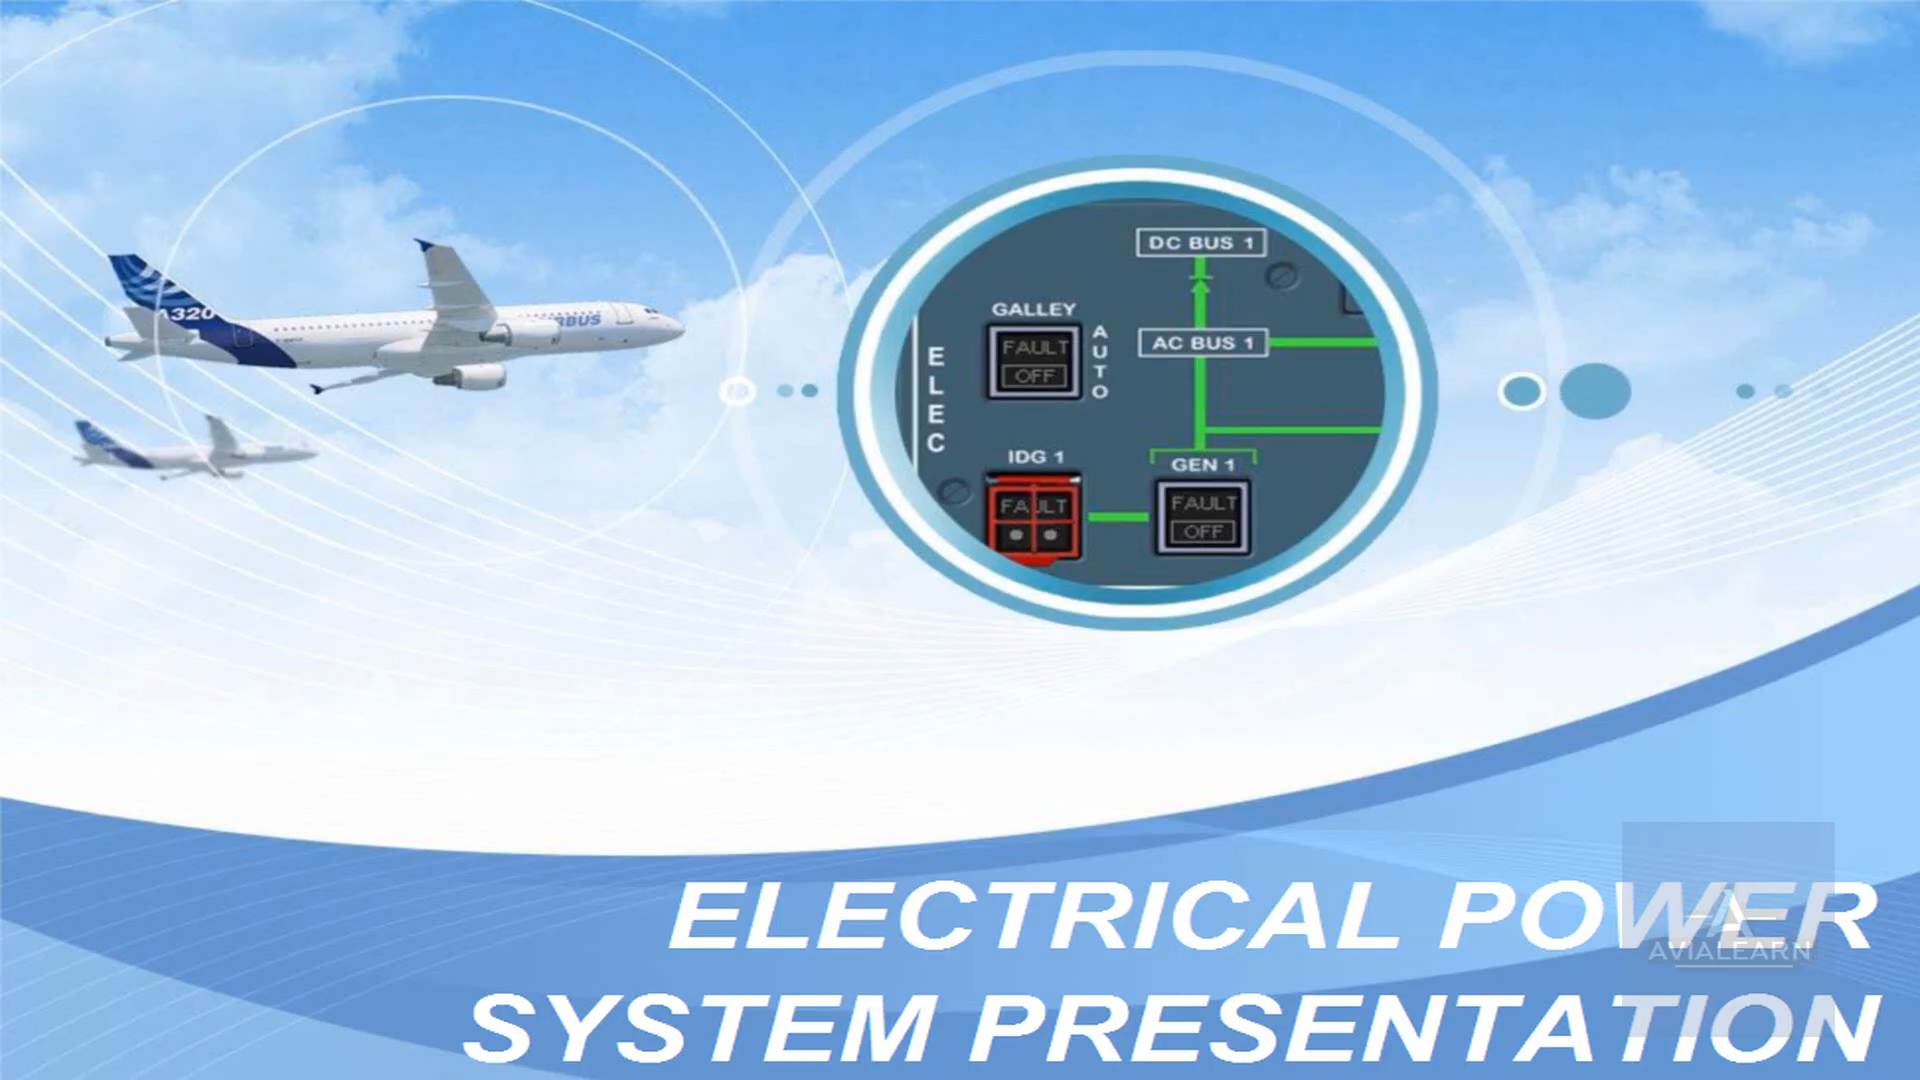 DC BUS 1
GALLEY
FAULT
OFF
AUTO
AC BUS 1
ELEC
IDG 1
FAULT
GEN 1
FAULT
OFF
A320
AIRBUS
ELECTRICAL POWER
SYSTEM PRESENTATION
AVIALEARN